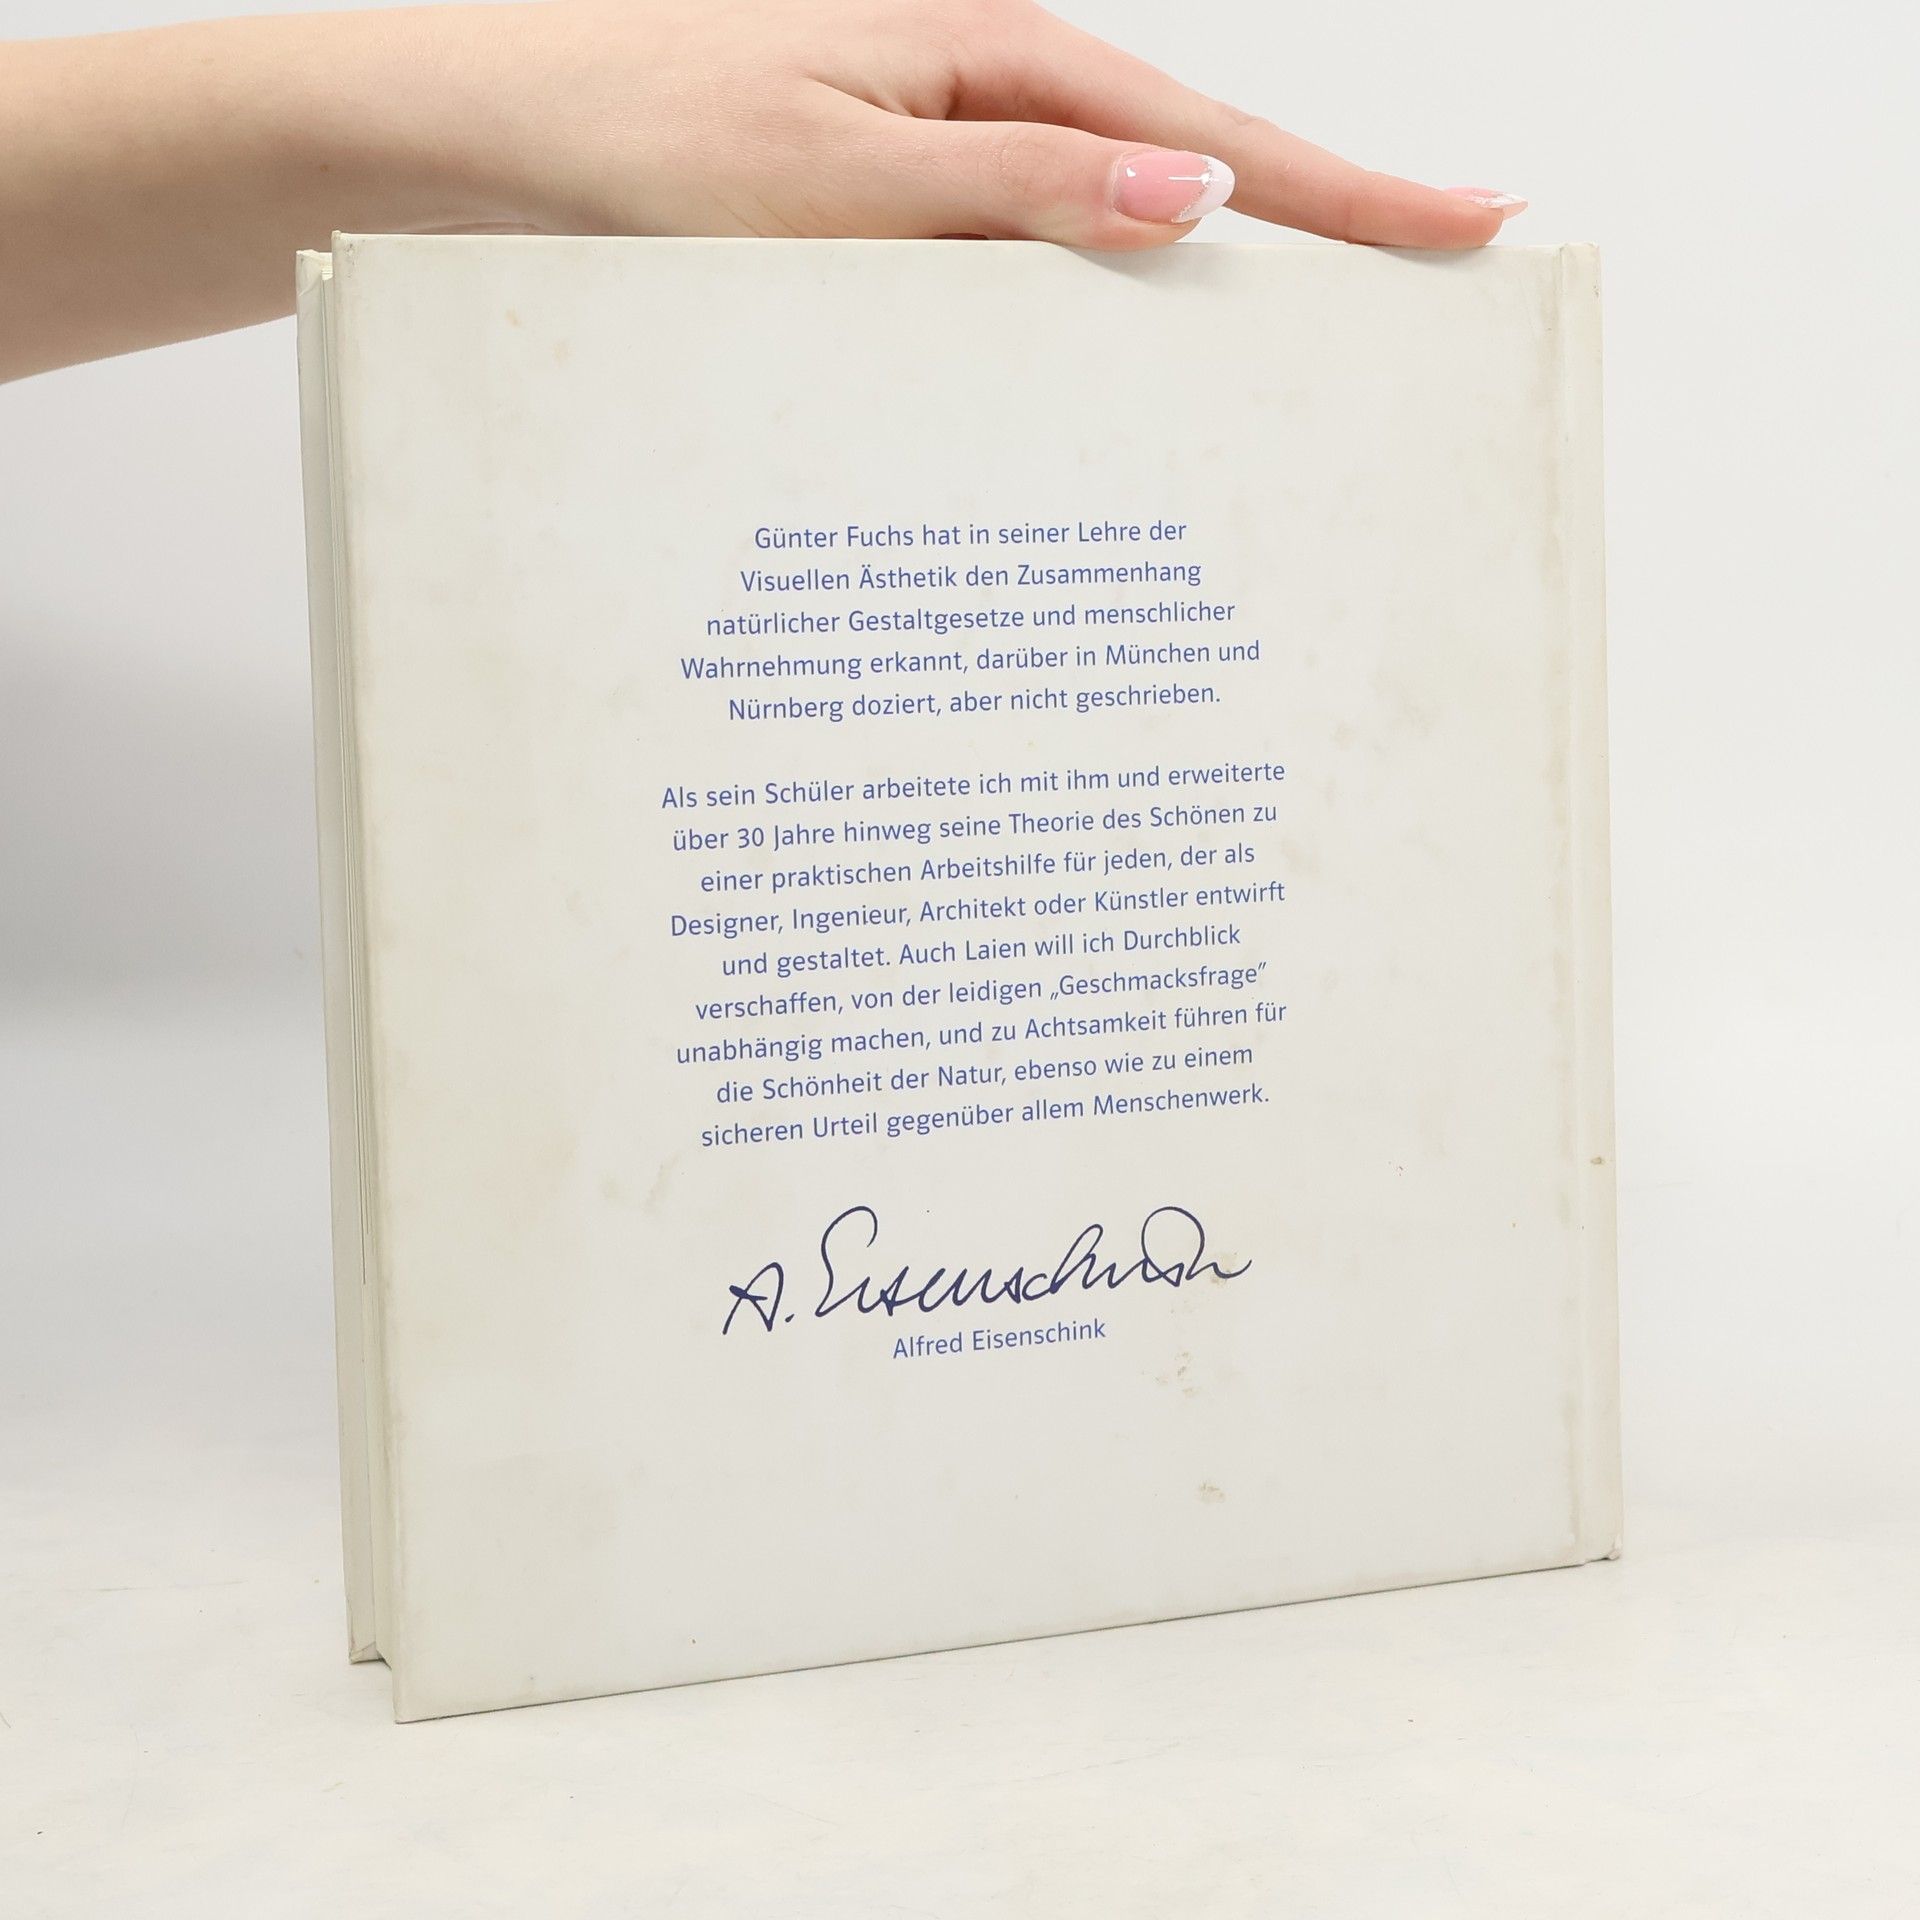 Günter Fuchs hat in seiner Lehre der
Visuellen Ästhetik den Zusammenhang
natürlicher Gestaltgesetze und menschlicher
Wahrnehmung erkannt, darüber in München und
Nürnberg doziert, aber nicht geschrieben.
Als sein Schüler arbeitete ich mit ihm und erweiterte
über 30 Jahre hinweg seine Theorie des Schönen zu
einer praktischen Arbeitshilfe für jeden, der als
Designer, Ingenieur, Architekt oder Künstler entwirft
und gestaltet. Auch Laien will ich Durchblick
verschaffen, von der leidigen „Geschmacksfrage”
unabhängig machen, und zu Achtsamkeit führen für
die Schönheit der Natur, ebenso wie zu einem
sicheren Urteil gegenüber allem Menschenwerk.
A. Eisenschink
Alfred Eisenschink